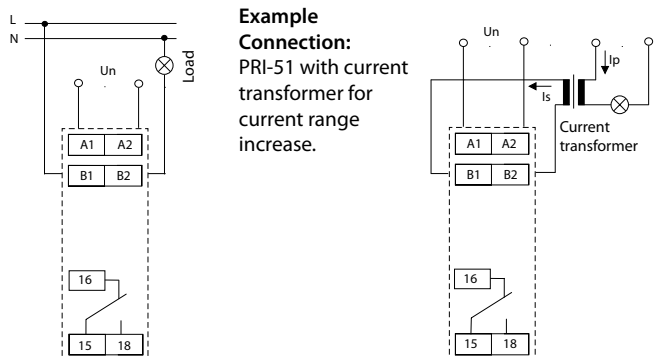 L
N
Un
Load
A1 A2
B1 B2
16
15 18
Example
Connection:
PRI-51 with current
transformer for
current range
increase.
Un
Ip
Is
Current
transformer
A1 A2
B1 B2
16
15 18